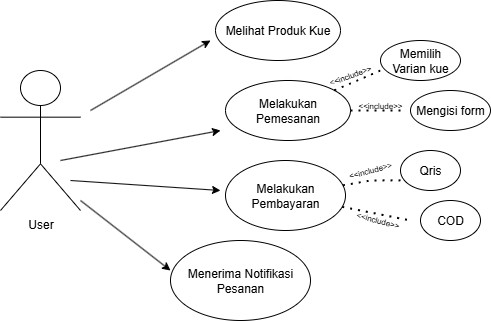 Melihat Produk Kue
Memilih
Varian kue
<<include>>
Melakukan
Pemesanan
<<include>>
Mengisi form
<<include>>
Qris
Melakukan
Pembayaran
<<include>>
COD
User
Menerima Notifikasi
Pesanan